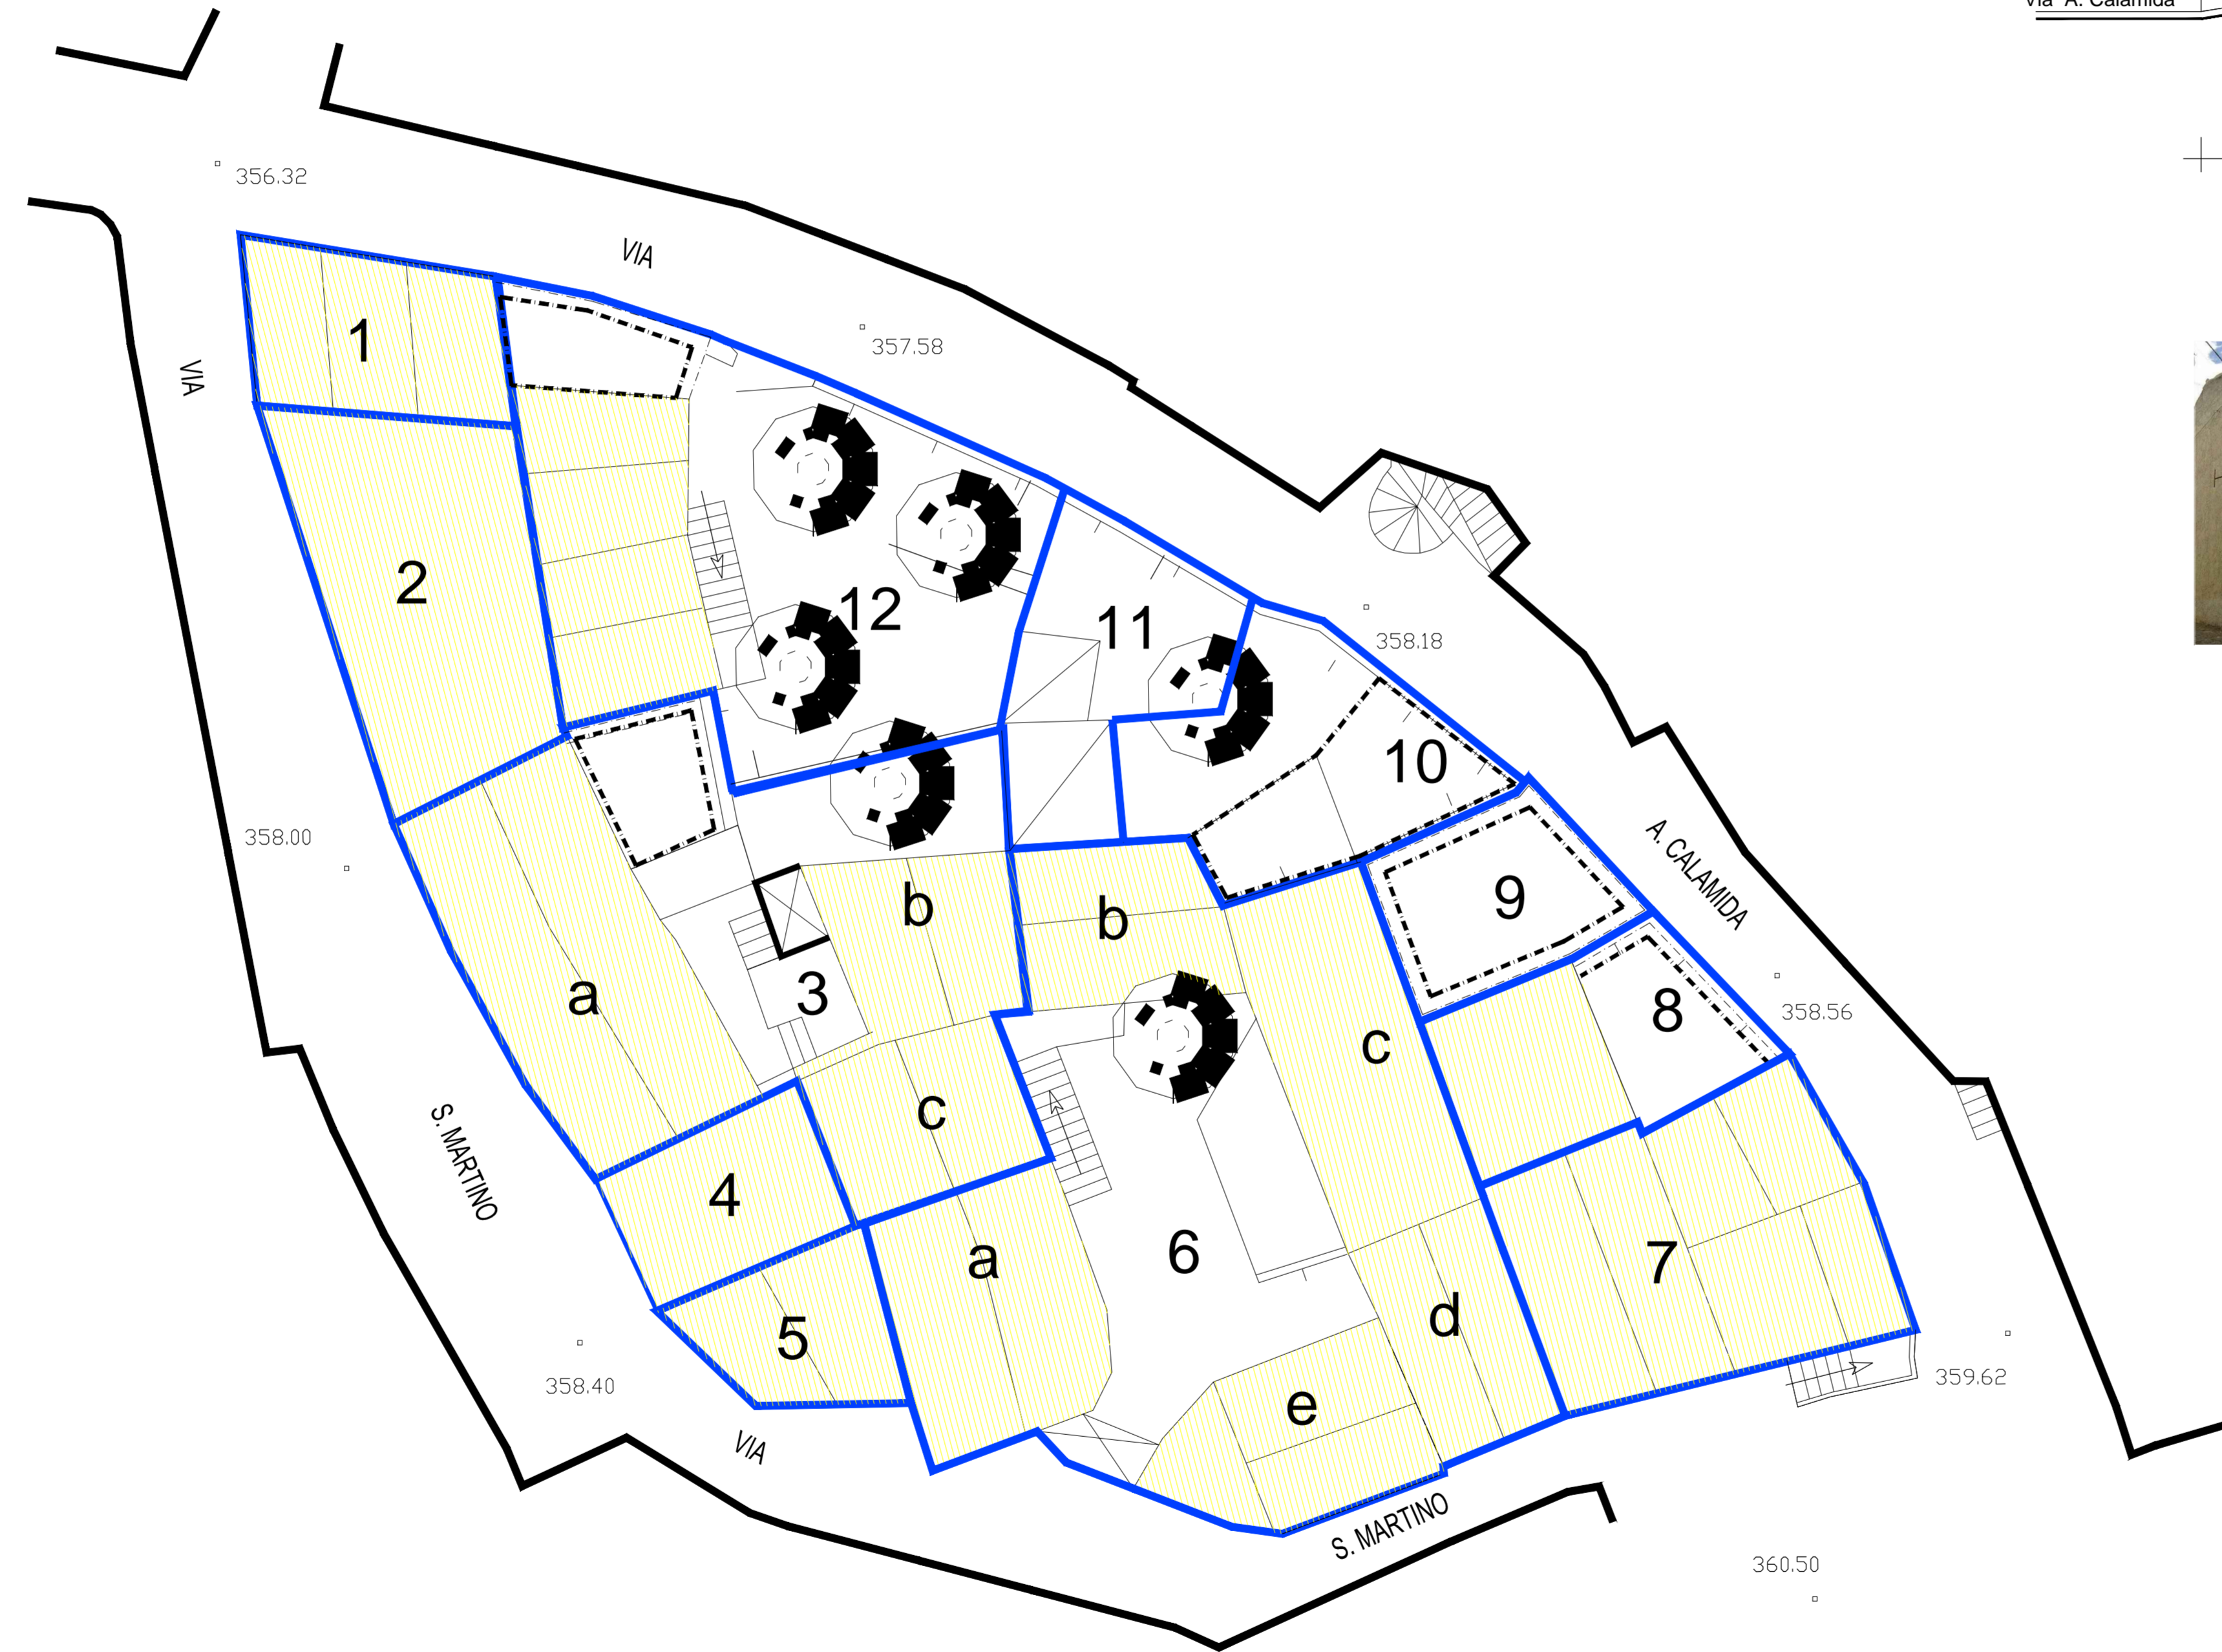 Via A. Calamida
356.32
VIA
357.58
1
VIA
2
12
11
358.18
10
358.00
A. CALAMIDA
9
b
b
a
3
8
358.56
c
c
S. MARTINO
4
a
6
7
5
d
358.40
e
359.62
VIA
S. MARTINO
360.50